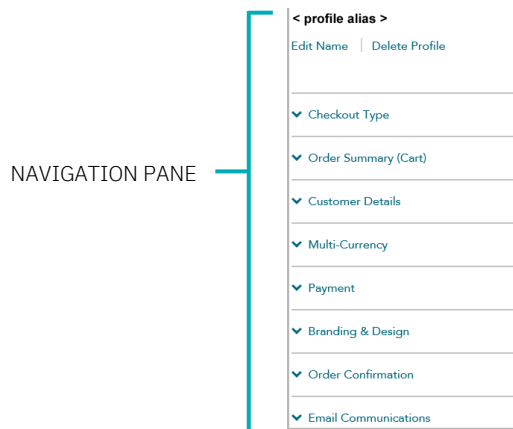 < profile alias >
Edit Name | Delete Profile
Checkout Type
Order Summary (Cart)
NAVIGATION PANE
Customer Details
Multi-Currency
Payment
Branding & Design
Order Confirmation
Email Communications